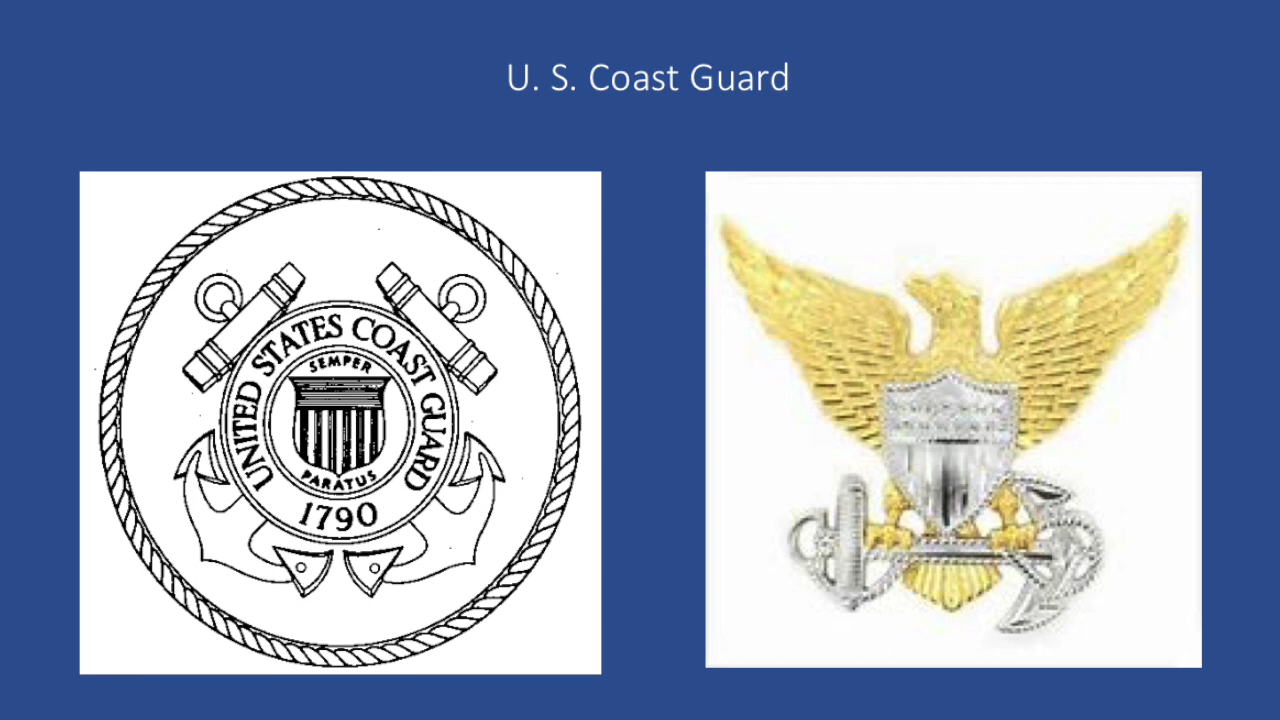 U. S. Coast Guard
UNITED STATES COAST GUARD
SEMPER
PARATUS
1790